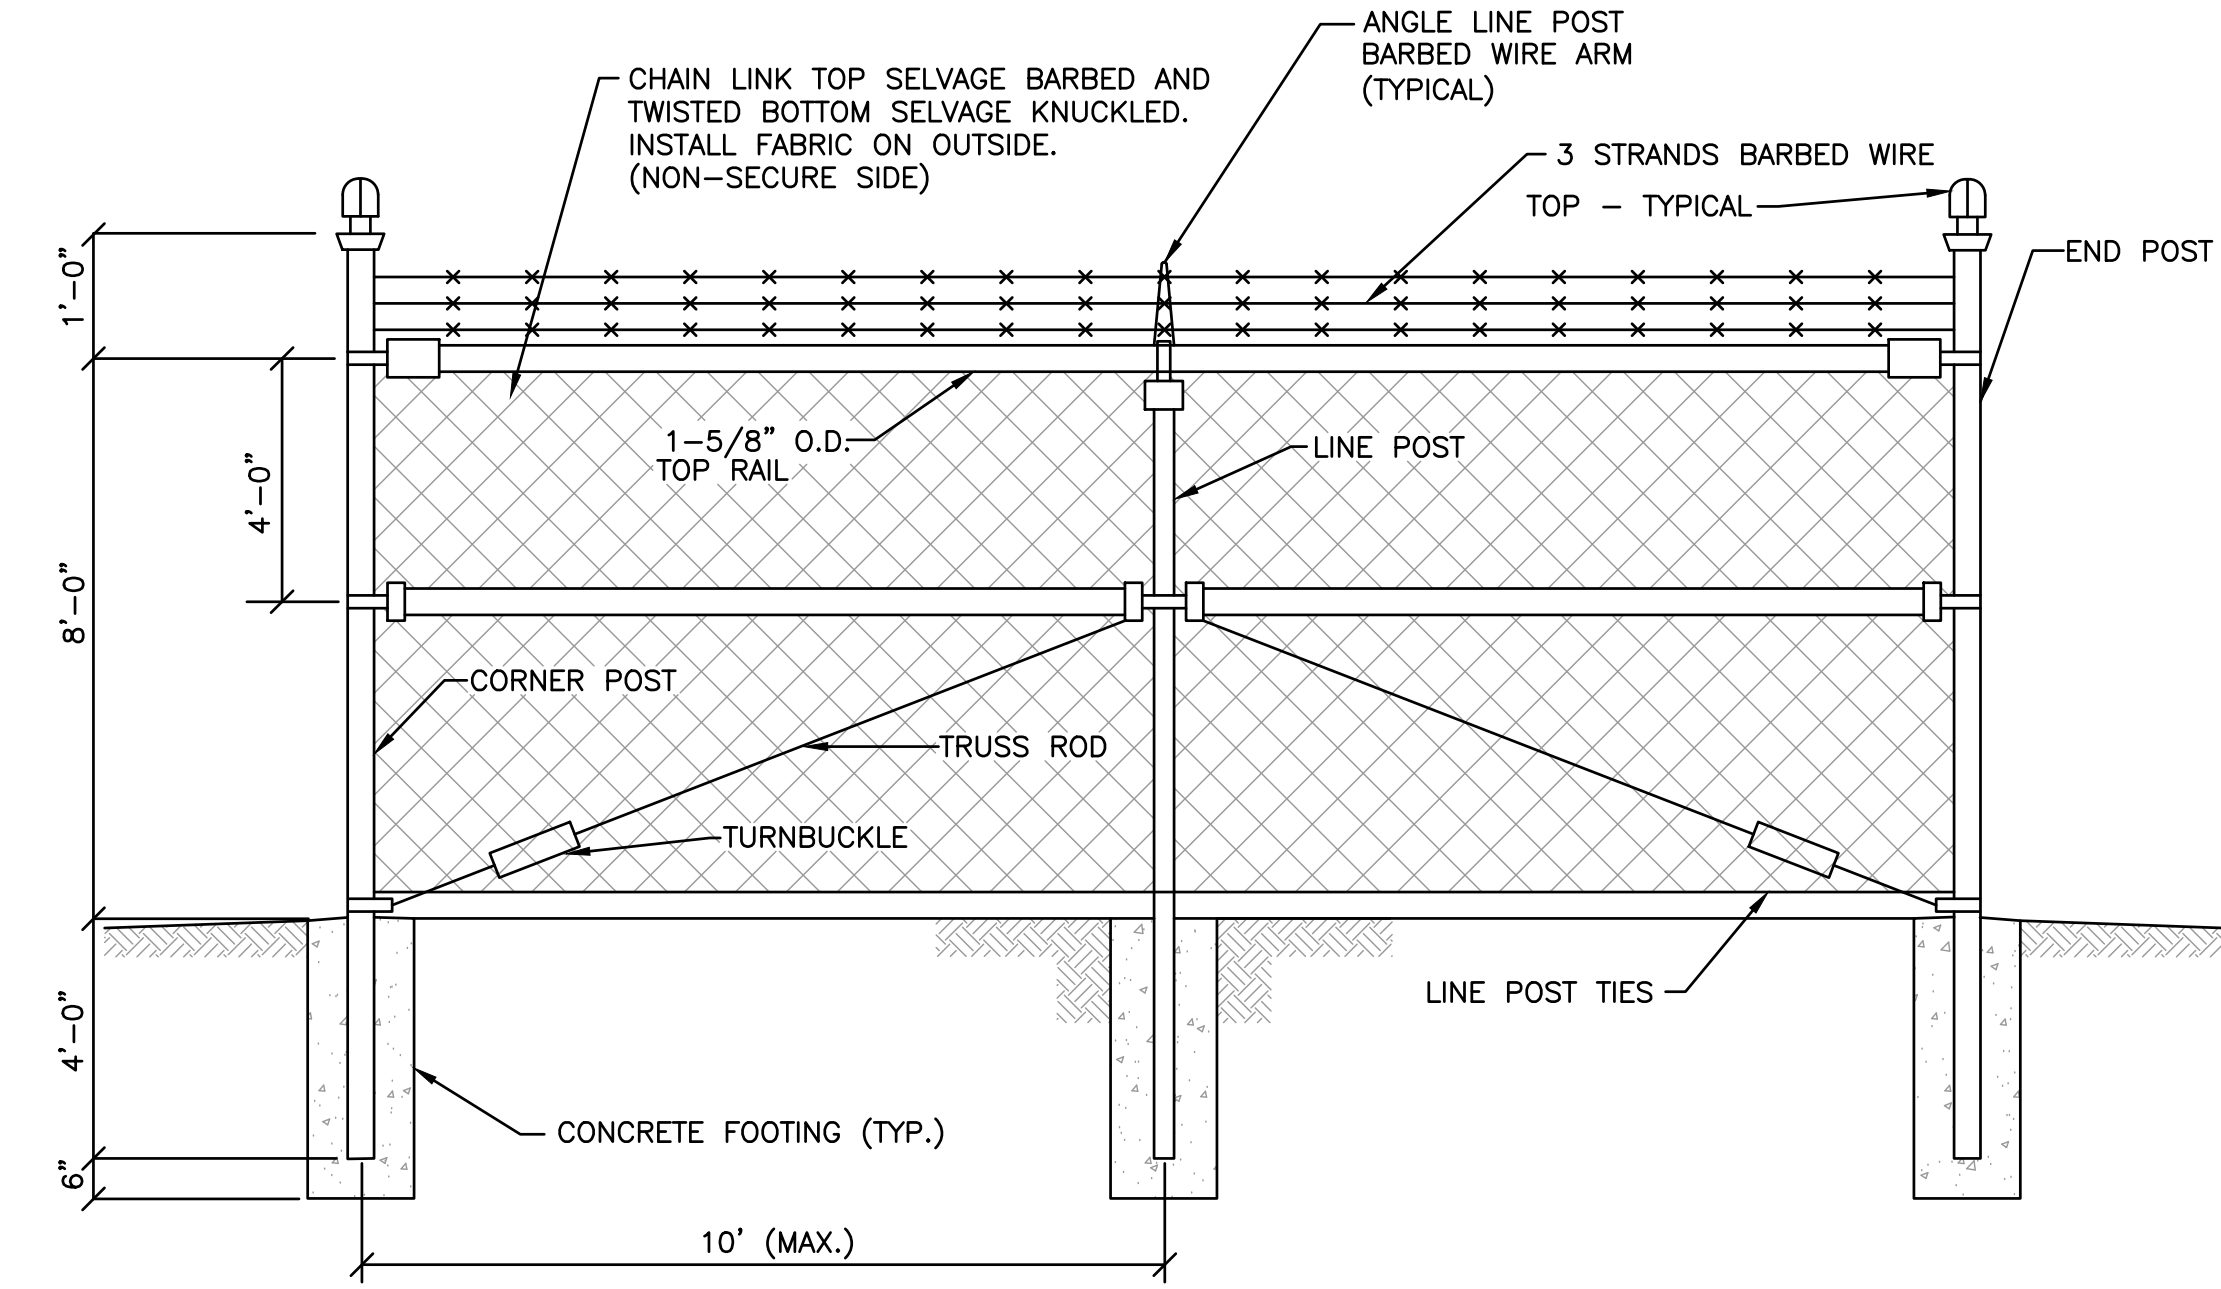 ANGLE LINE POST
BARBED WIRE ARM
(TYPICAL)
CHAIN LINK TOP SELVAGE BARBED AND
TWISTED BOTTOM SELVAGE KNUCKLED.
INSTALL FABRIC ON OUTSIDE.
(NON-SECURE SIDE)
3 STRANDS BARBED WIRE
TOP - TYPICAL
END POST
1'-0"
1-5/8" O.D.
TOP RAIL
LINE POST
4'-0"
8'-0"
CORNER POST
TRUSS ROD
TURNBUCKLE
LINE POST TIES
4'-0"
CONCRETE FOOTING (TYP.)
6"
10' (MAX.)